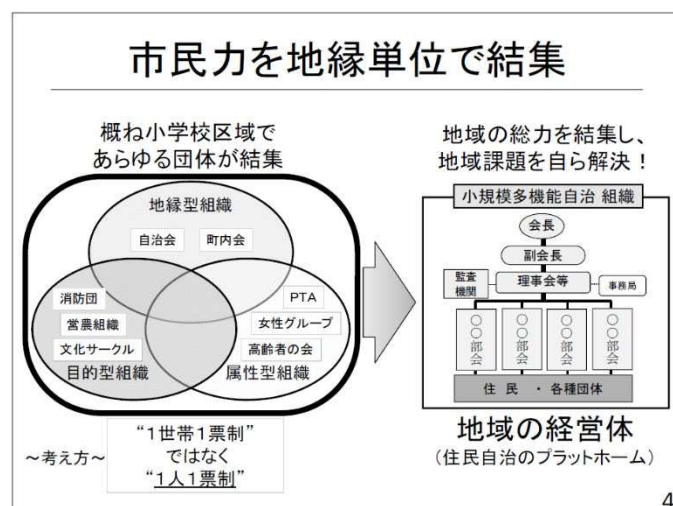 市民力を地縁単位で結集
概ね小学校区域で
あらゆる団体が結集
地縁型組織
自治会
町内会
消防団
営農組織
文化サークル
目的型組織
PTA
女性グループ
高齢者の会
属性型組織
～考え方～
“1世帯1票制”
ではなく
“1人1票制”
地域の総力を結集し、
地域課題を自ら解決！
小規模多機能自治 組織
会長
副会長
監査
機関
理事会等
事務局
〇〇部会
〇〇部会
〇〇部会
〇〇部会
住 民 ・ 各種団体
地域の経営体
（住民自治のプラットホーム）
4